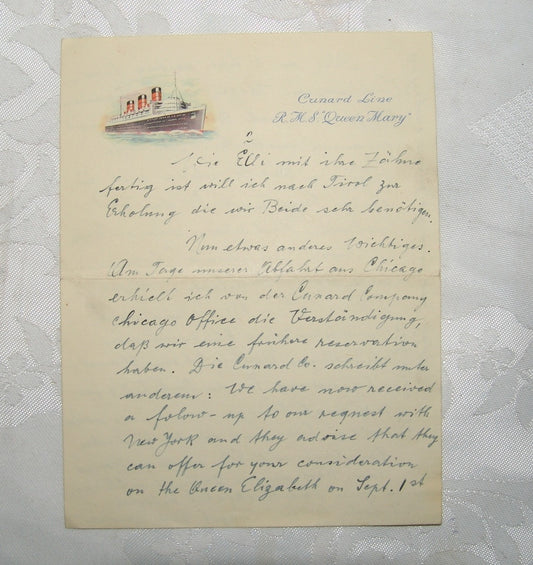 Cunard Line
R.M.S. "Queen Mary"
2
Wie Elli mit ihre Zähne
fertig ist will ich nach Tirol zur
Erholung die wir Beide sehr benötigen.
Nun etwas anderes Wichtiges.
Am Tage unserer Abfahrt aus Chicago
erhielt ich von der Cunard Company
Chicago Office die Verständigung,
daß wir eine frühere reservation
haben. Die Cunard Co. schreibt unter
anderem: We have now received
a folow-up to our request with
New York and they advise that they
can offer for your consideration
on the Queen Elizabeth on Sept. 1st